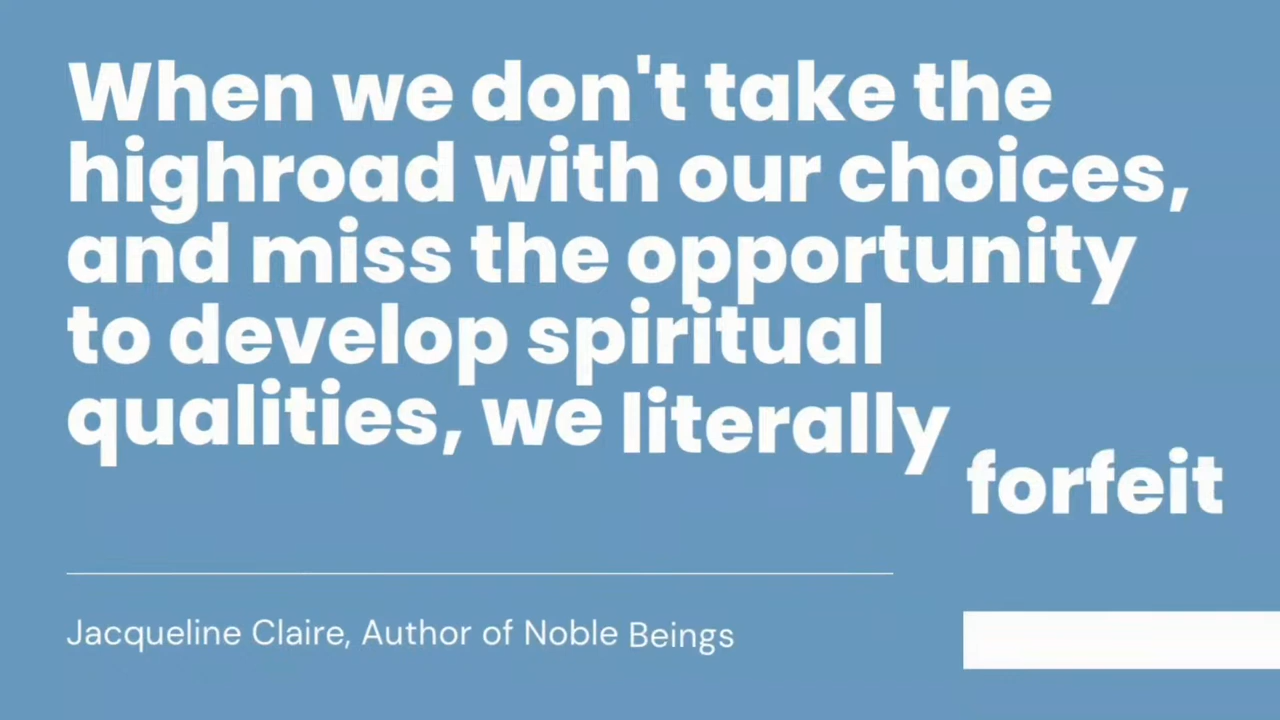 When we don't take the
highroad with our choices,
and miss the opportunity
to develop spiritual
qualities, we literally forfeit
Jacqueline Claire, Author of Noble Beings